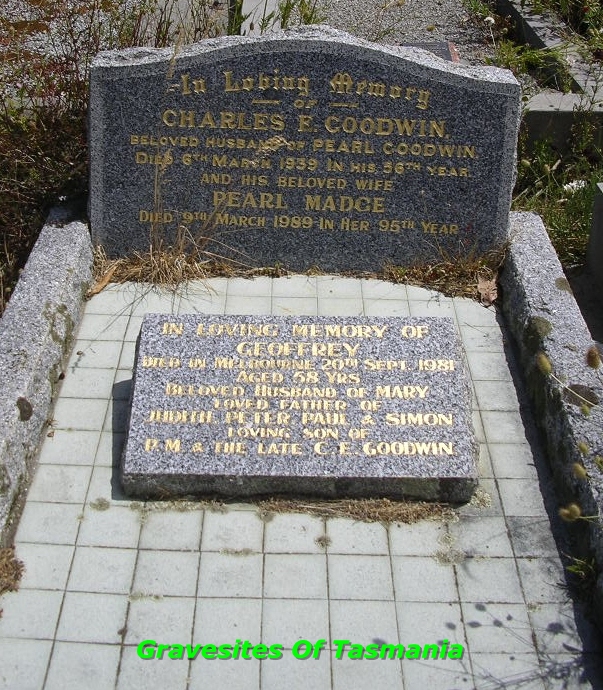 In Loving Memory
OF
CHARLES E. GOODWIN.
BELOVED HUSBAND OF PEARL GOODWIN.
DIED 6TH MARCH 1939 IN HIS 56TH YEAR
AND HIS BELOVED WIFE
PEARL MADGE
DIED 9TH MARCH 1989 IN HER 95TH YEAR
IN LOVING MEMORY OF
GEOFFREY
DIED IN MELBOURNE 20TH SEPT. 1981
AGED 58 YRS
BELOVED HUSBAND OF MARY
LOVED FATHER OF
JUDITH, PETER, PAUL & SIMON
LOVING SON OF
P.M. & THE LATE C.E. GOODWIN
Gravesites Of Tasmania